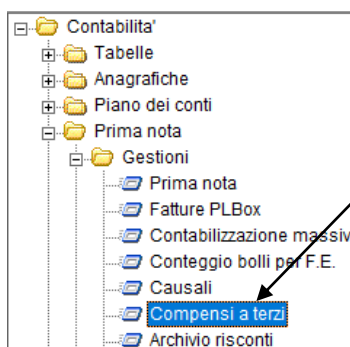 Contabilita'
Tabelle
Anagrafiche
Piano dei conti
Prima nota
Gestioni
Prima nota
Fatture PLBox
Contabilizzazione massiv
Conteggio bolli per F.E.
Causali
Compensi a terzi
Archivio risconti